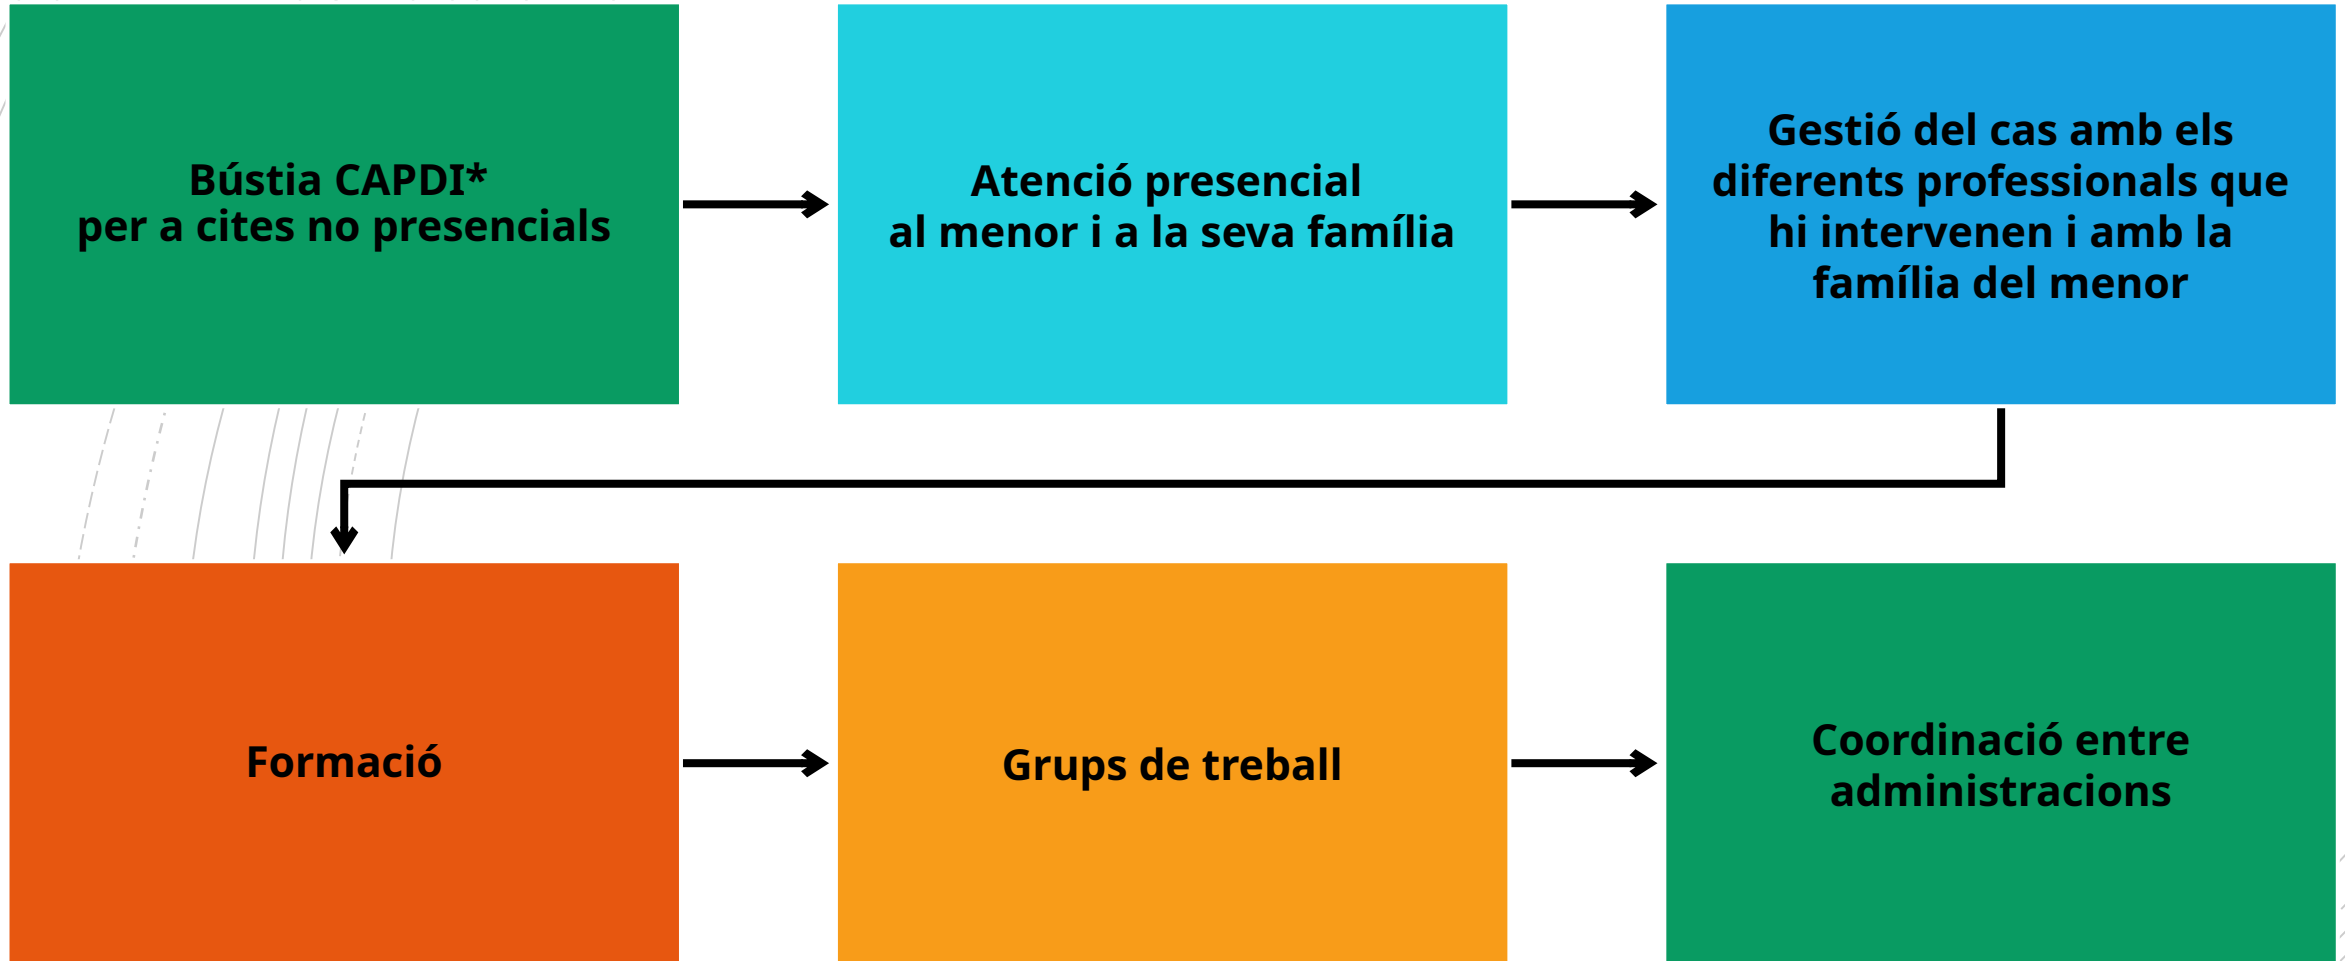 Bústia CAPDI*
per a cites no presencials
Atenció presencial
al menor i a la seva família
Gestió del cas amb els
diferents professionals que
hi intervenen i amb la
família del menor
Formació
Grups de treball
Coordinació entre
administracions